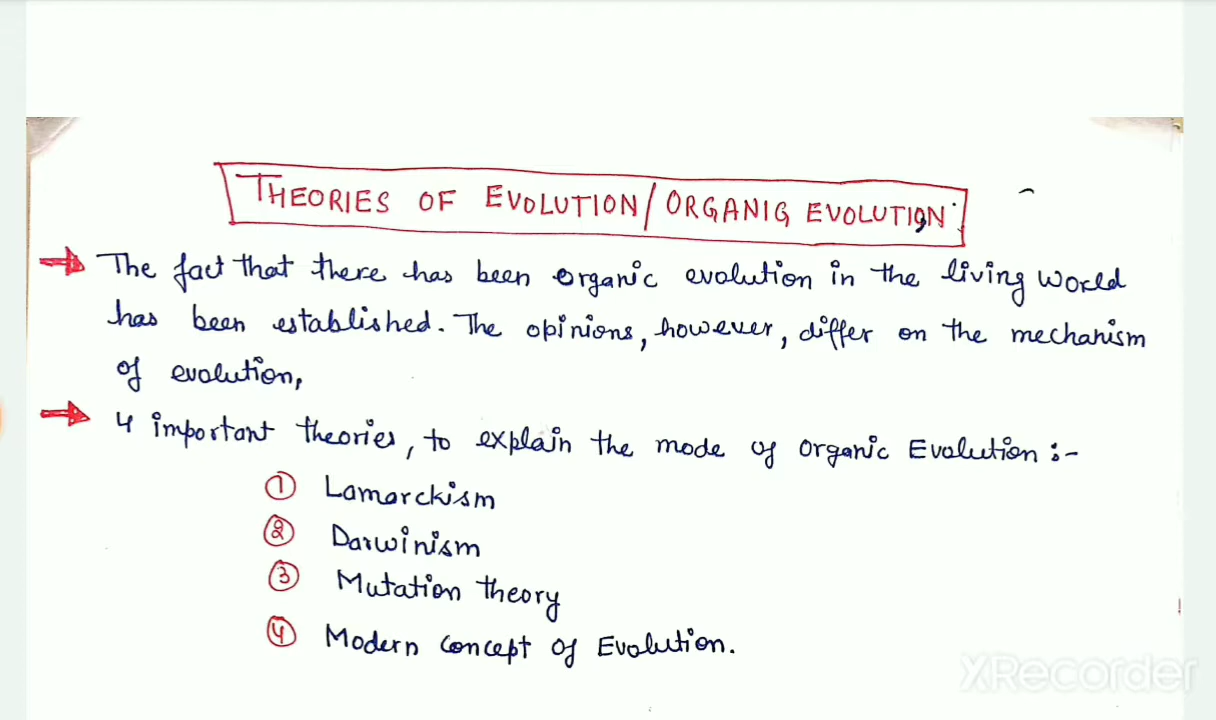 THEORIES OF EVOLUTION/ORGANIG EVOLUTION
The fact that there has been organic evolution in the living world
has been established. The opinions, however, differ on the mechanism
of evolution,
4 important theories, to explain the mode of organic Evolution :-
① Lamarckism
② Darwinism
③ Mutation theory
④ Modern concept of Evolution.
XRecorder